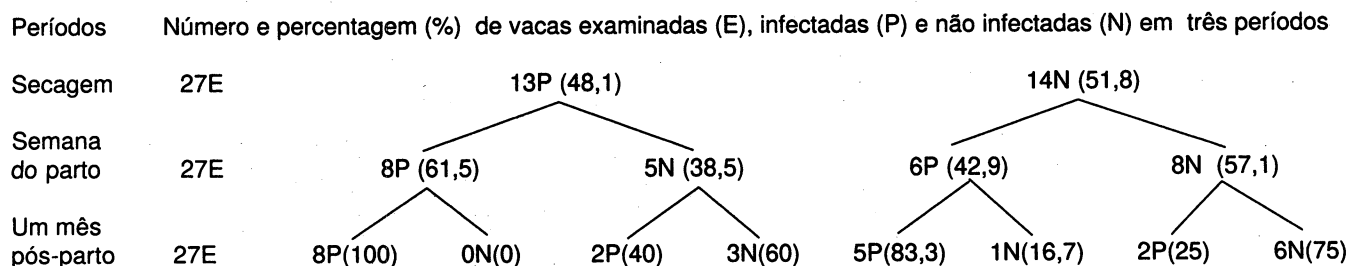 Períodos Número e percentagem (%) de vacas examinadas (E), infectadas (P) e não infectadas (N) em três períodos
Secagem 27E 13P (48,1) 14N (51,8)
Semana
do parto 27E 8P (61,5) 5N (38,5) 6P (42,9) 8N (57,1)
Um mês
pós-parto 27E 8P(100) 0N(0) 2P(40) 3N(60) 5P(83,3) 1N(16,7) 2P(25) 6N(75)